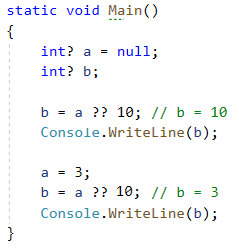 static void Main()
{
int? a = null;
int? b;
b = a ?? 10; // b = 10
Console.WriteLine(b);
a = 3;
b = a ?? 10; // b = 3
Console.WriteLine(b);
}